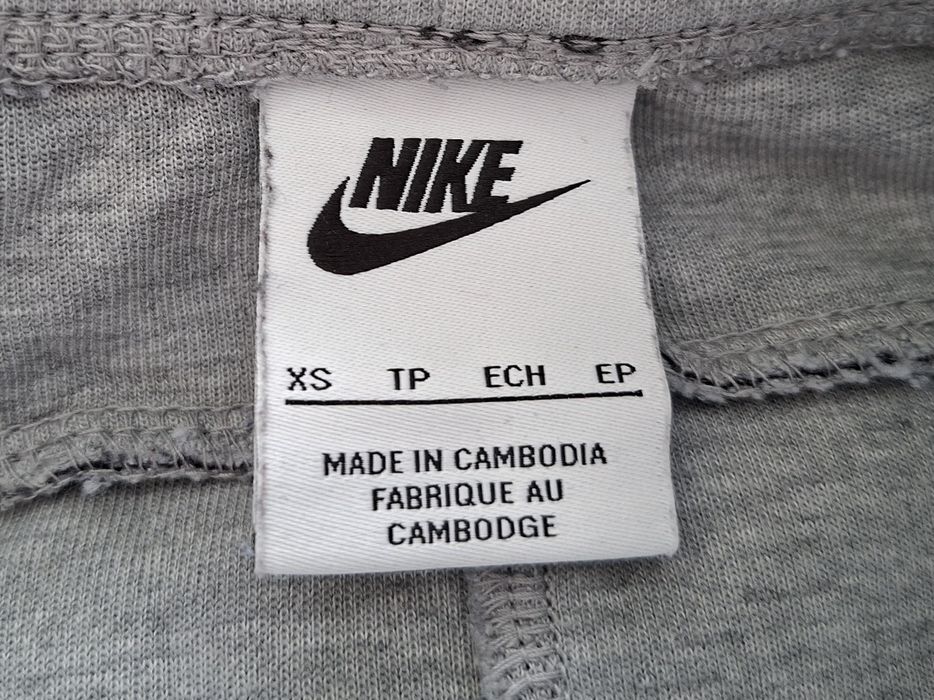 NIKE
XS TP ECH EP
MADE IN CAMBODIA
FABRIQUE AU
CAMBODGE